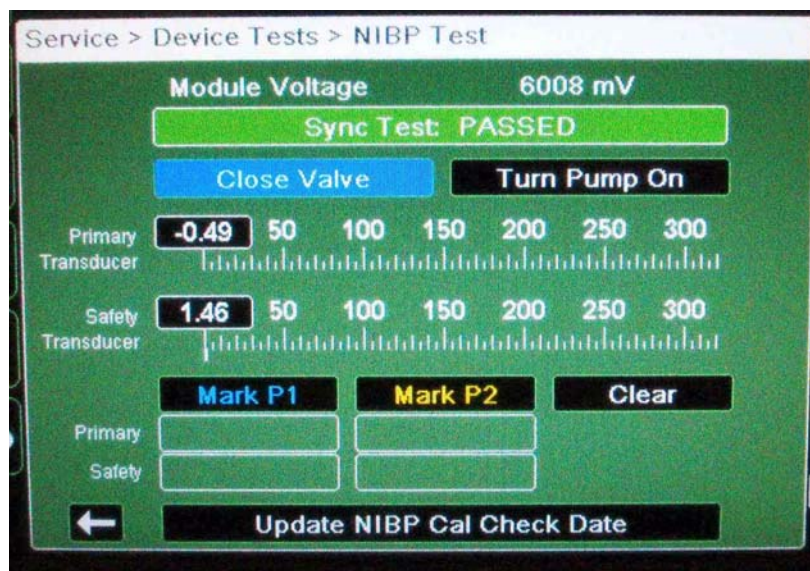 Service > Device Tests > NIBP Test
Module Voltage 6008 mV
Sync Test: PASSED
Close Valve Turn Pump On
Primary Transducer -0.49 50 100 150 200 250 300
Safety Transducer 1.46 50 100 150 200 250 300
Mark P1 Mark P2 Clear
Primary
Safety
Update NIBP Cal Check Date